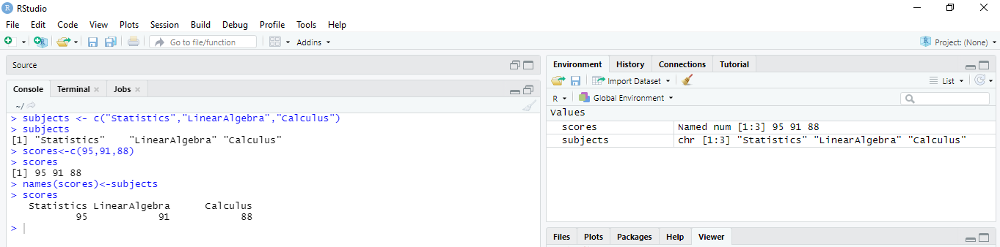 RStudio
File Edit Code View Plots Session Build Debug Profile Tools Help
Go to file/function Addins Project: (None)
Source
Console Terminal Jobs
~/
> subjects <- c("Statistics","LinearAlgebra","Calculus")
> subjects
[1] "Statistics"    "LinearAlgebra" "Calculus"
> scores<-c(95,91,88)
> scores
[1] 95 91 88
> names(scores)<-subjects
> scores
   Statistics LinearAlgebra      Calculus
           95            91            88
>
Environment History Connections Tutorial
Import Dataset List
R Global Environment
Values
scores Named num [1:3] 95 91 88
subjects chr [1:3] "Statistics" "LinearAlgebra" "Calculus"
Files Plots Packages Help Viewer